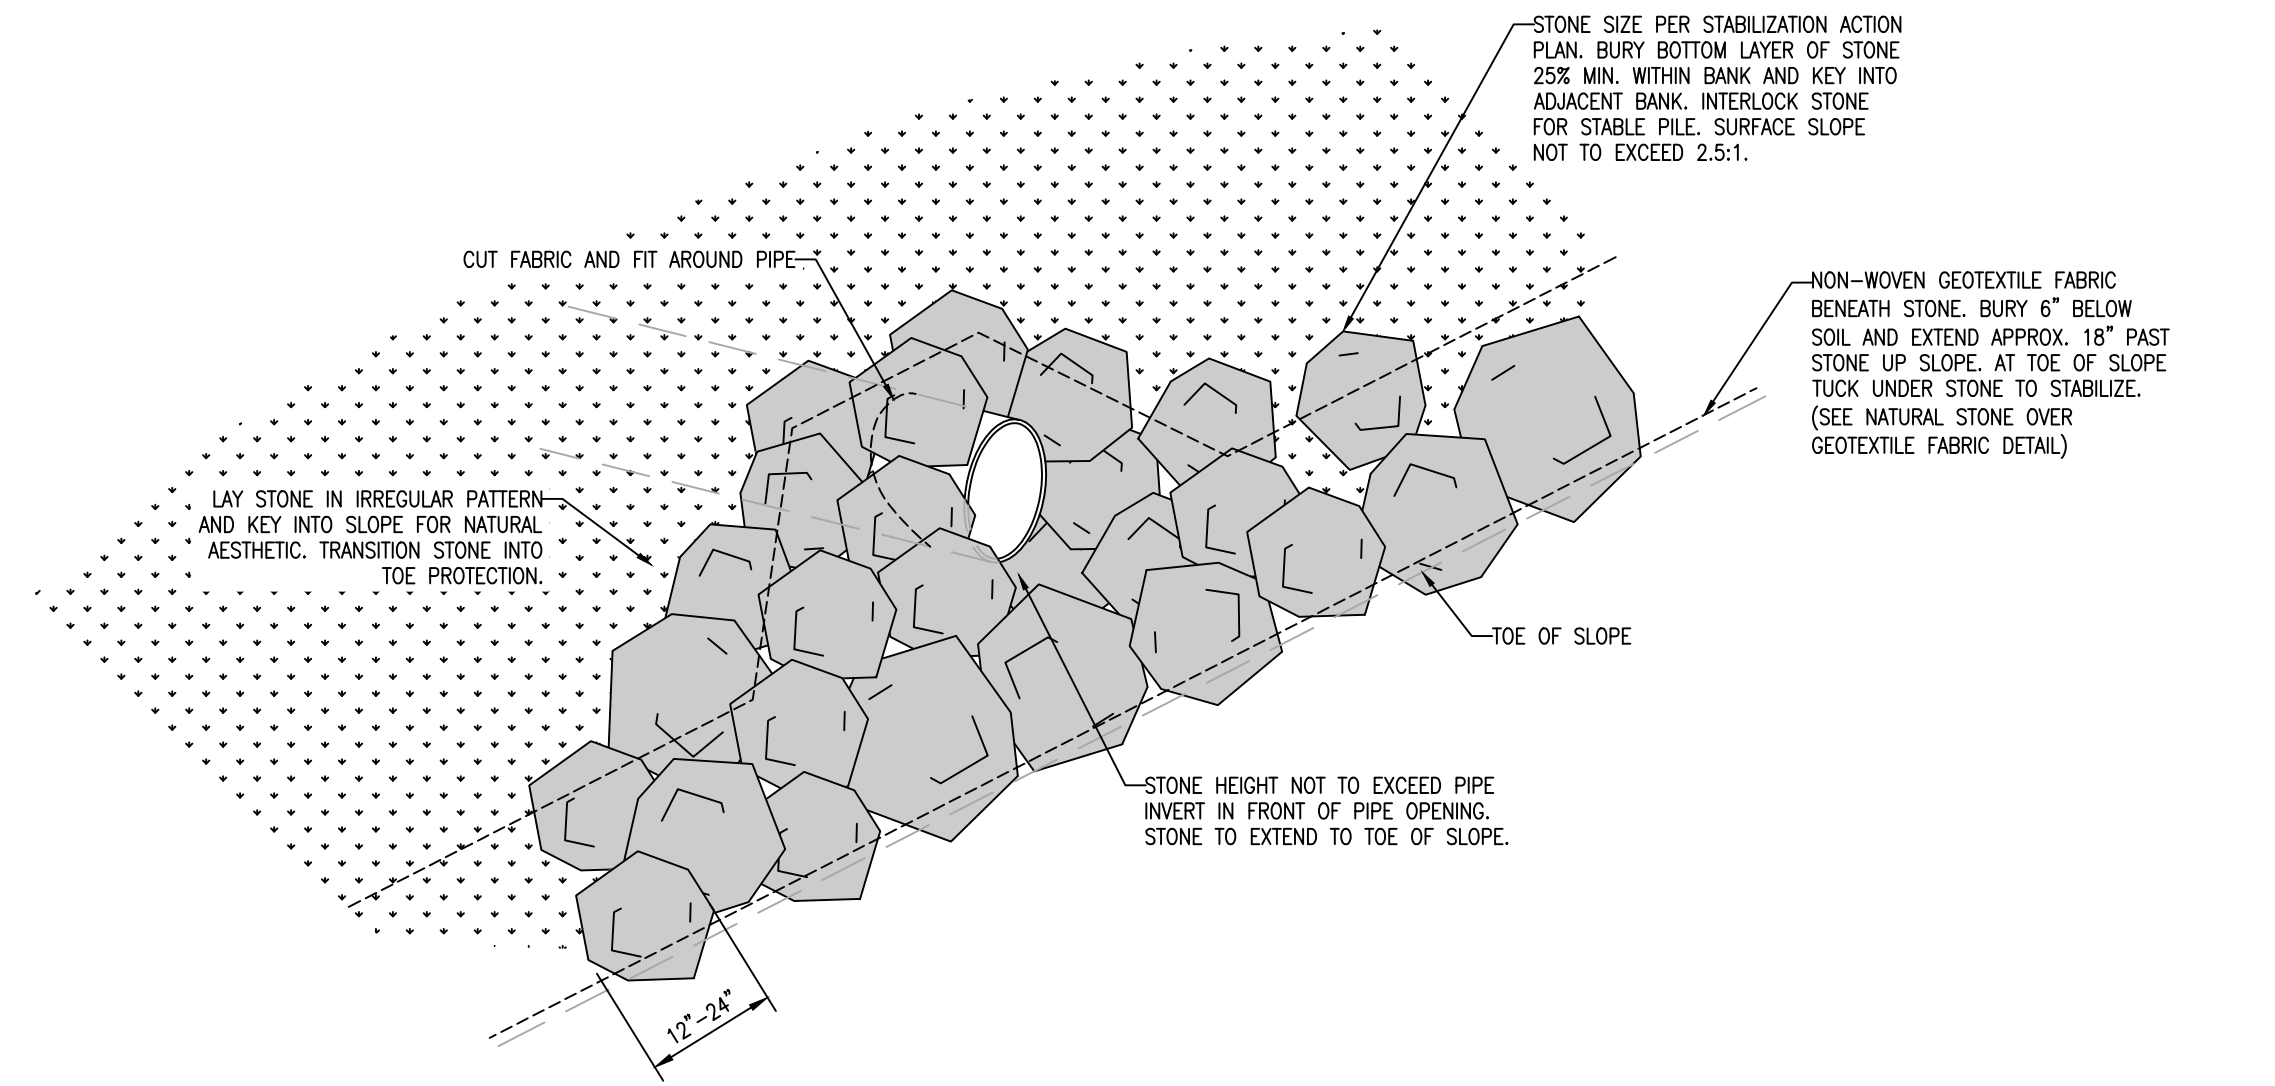 STONE SIZE PER STABILIZATION ACTION
PLAN. BURY BOTTOM LAYER OF STONE
25% MIN. WITHIN BANK AND KEY INTO
ADJACENT BANK. INTERLOCK STONE
FOR STABLE PILE. SURFACE SLOPE
NOT TO EXCEED 2.5:1.
CUT FABRIC AND FIT AROUND PIPE
NON-WOVEN GEOTEXTILE FABRIC
BENEATH STONE. BURY 6" BELOW
SOIL AND EXTEND APPROX. 18" PAST
STONE UP SLOPE. AT TOE OF SLOPE
TUCK UNDER STONE TO STABILIZE.
(SEE NATURAL STONE OVER
GEOTEXTILE FABRIC DETAIL)
LAY STONE IN IRREGULAR PATTERN
AND KEY INTO SLOPE FOR NATURAL
AESTHETIC. TRANSITION STONE INTO
TOE PROTECTION.
TOE OF SLOPE
STONE HEIGHT NOT TO EXCEED PIPE
INVERT IN FRONT OF PIPE OPENING.
STONE TO EXTEND TO TOE OF SLOPE.
12"-24"